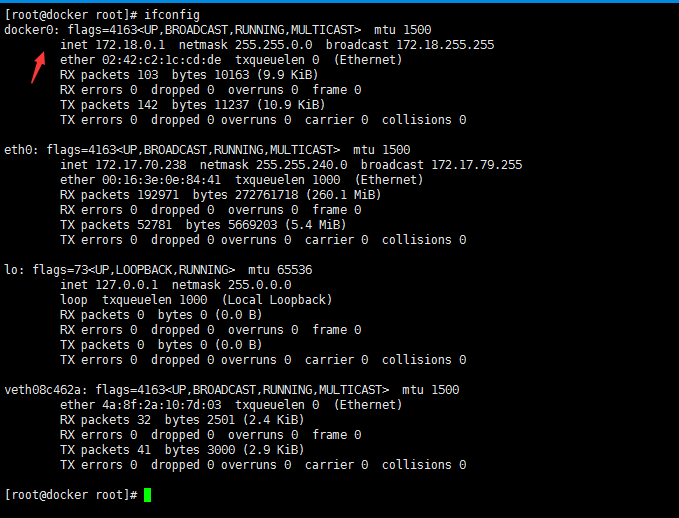 [root@docker root]# ifconfig
docker0: flags=4163<UP,BROADCAST,RUNNING,MULTICAST>  mtu 1500
        inet 172.18.0.1  netmask 255.255.0.0  broadcast 172.18.255.255
        ether 02:42:c2:1c:cd:de  txqueuelen 0  (Ethernet)
        RX packets 103  bytes 10163 (9.9 KiB)
        RX errors 0  dropped 0  overruns 0  frame 0
        TX packets 142  bytes 11237 (10.9 KiB)
        TX errors 0  dropped 0 overruns 0  carrier 0  collisions 0

eth0: flags=4163<UP,BROADCAST,RUNNING,MULTICAST>  mtu 1500
        inet 172.17.70.238  netmask 255.255.240.0  broadcast 172.17.79.255
        ether 00:16:3e:0e:84:41  txqueuelen 1000  (Ethernet)
        RX packets 192971  bytes 272761718 (260.1 MiB)
        RX errors 0  dropped 0  overruns 0  frame 0
        TX packets 52781  bytes 5669203 (5.4 MiB)
        TX errors 0  dropped 0 overruns 0  carrier 0  collisions 0

lo: flags=73<UP,LOOPBACK,RUNNING>  mtu 65536
        inet 127.0.0.1  netmask 255.0.0.0
        loop  txqueuelen 1000  (Local Loopback)
        RX packets 0  bytes 0 (0.0 B)
        RX errors 0  dropped 0  overruns 0  frame 0
        TX packets 0  bytes 0 (0.0 B)
        TX errors 0  dropped 0 overruns 0  carrier 0  collisions 0

veth08c462a: flags=4163<UP,BROADCAST,RUNNING,MULTICAST>  mtu 1500
        ether 4a:8f:2a:10:7d:03  txqueuelen 0  (Ethernet)
        RX packets 32  bytes 2501 (2.4 KiB)
        RX errors 0  dropped 0  overruns 0  frame 0
        TX packets 41  bytes 3000 (2.9 KiB)
        TX errors 0  dropped 0 overruns 0  carrier 0  collisions 0

[root@docker root]#